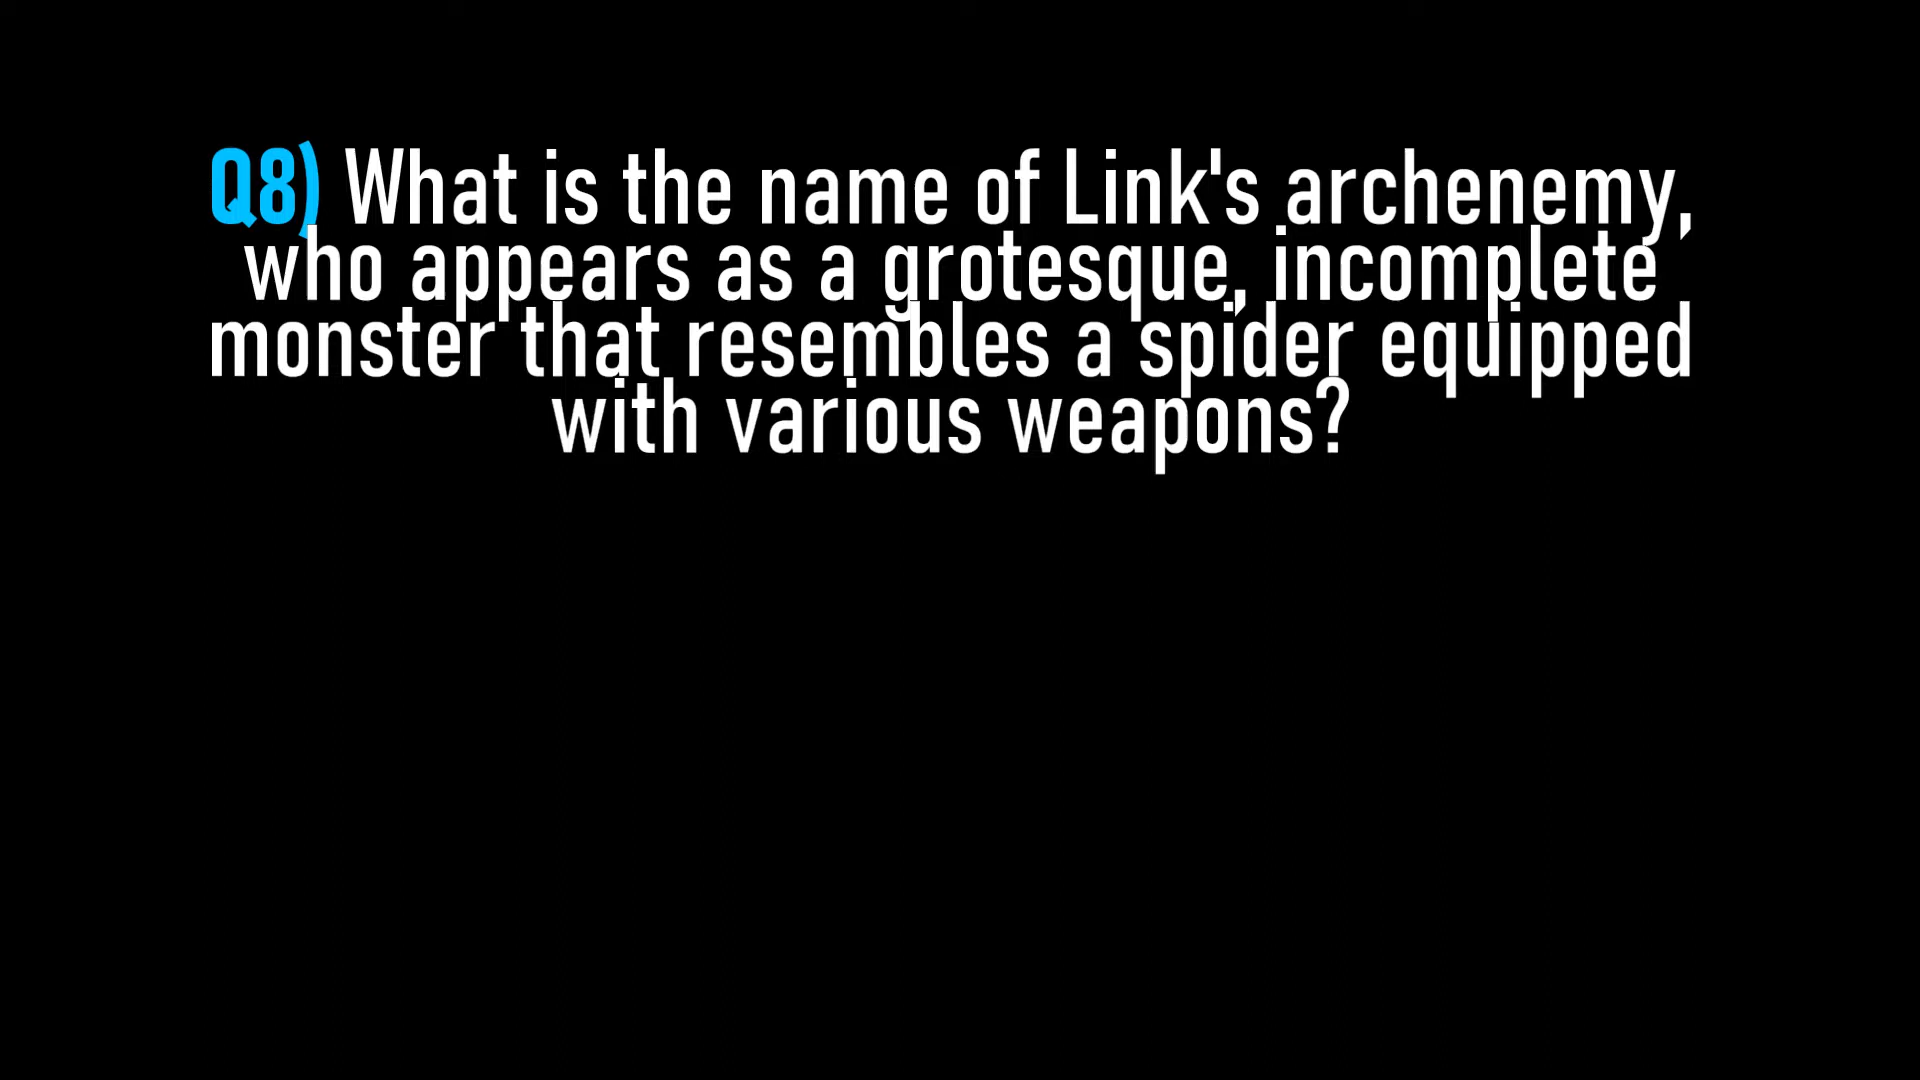 Q8) What is the name of Link's archenemy,
who appears as a grotesque, incomplete
monster that resembles a spider equipped
with various weapons?